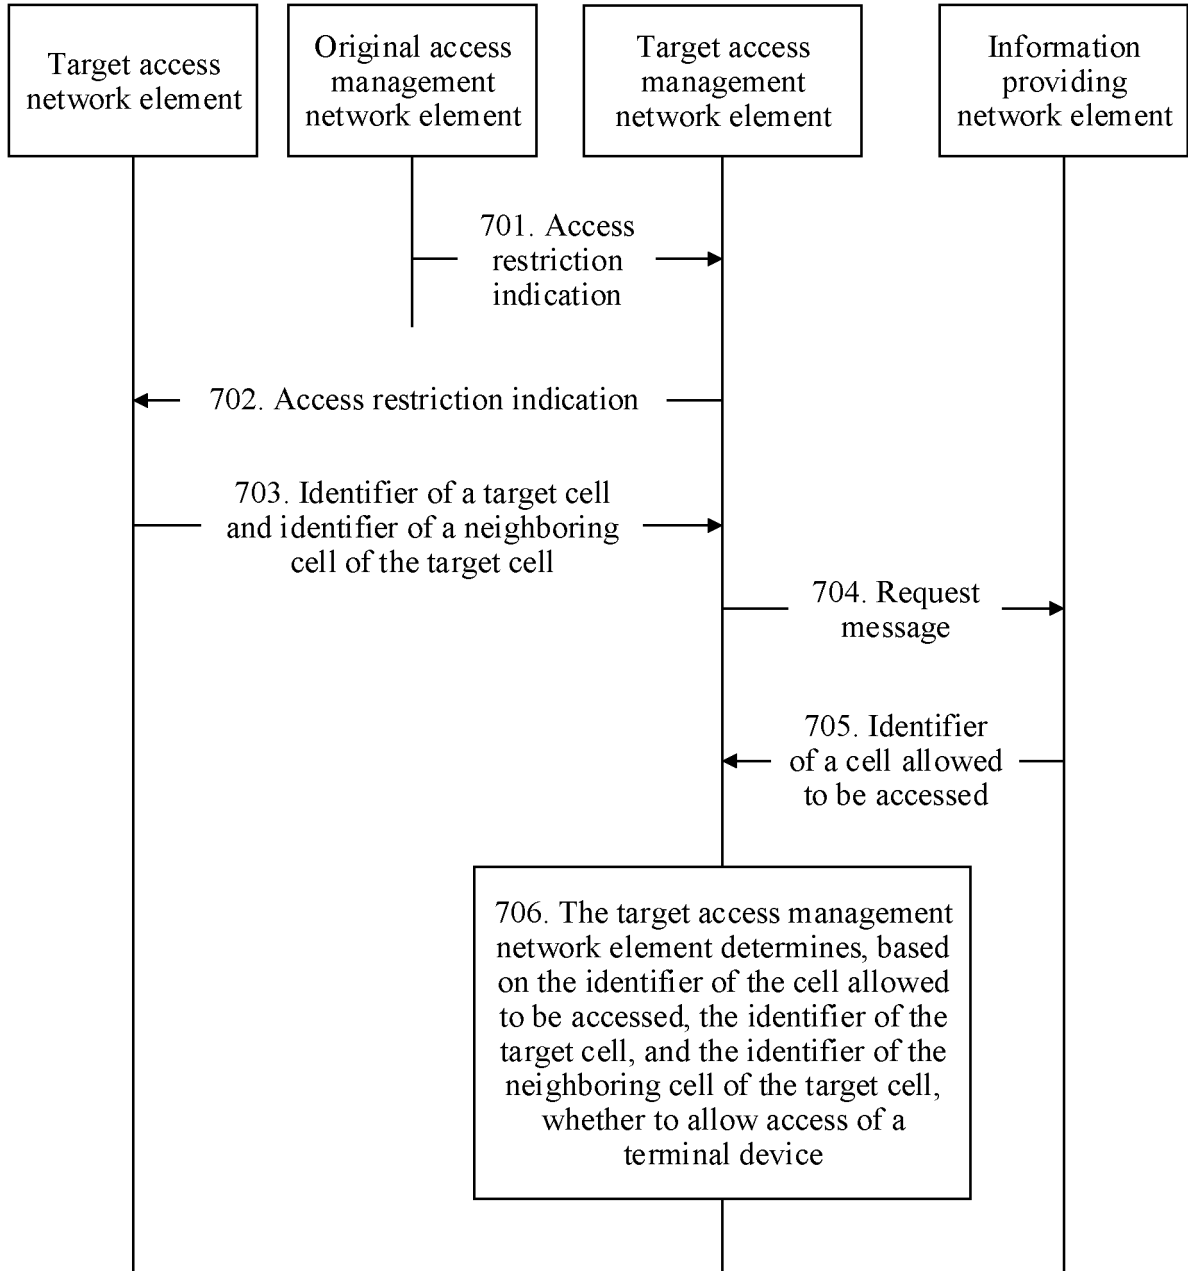 Target access
network element
Original access
management
network element
Target access
management
network element
Information
providing
network element
701. Access
restriction
indication
702. Access restriction indication
703. Identifier of a target cell
and identifier of a neighboring
cell of the target cell
704. Request
message
705. Identifier
of a cell allowed
to be accessed
706. The target access management
network element determines, based
on the identifier of the cell allowed
to be accessed, the identifier of the
target cell, and the identifier of the
neighboring cell of the target cell,
whether to allow access of a
terminal device